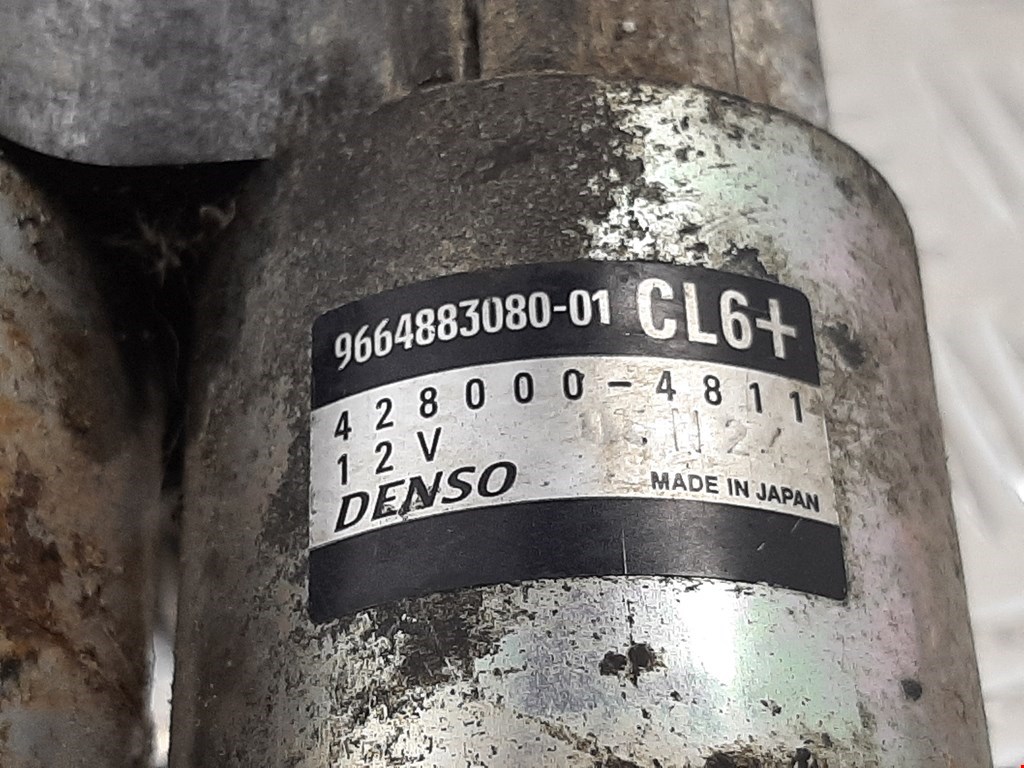 9664883080-01 CL6+
428000-4811
12V
DENSO MADE IN JAPAN